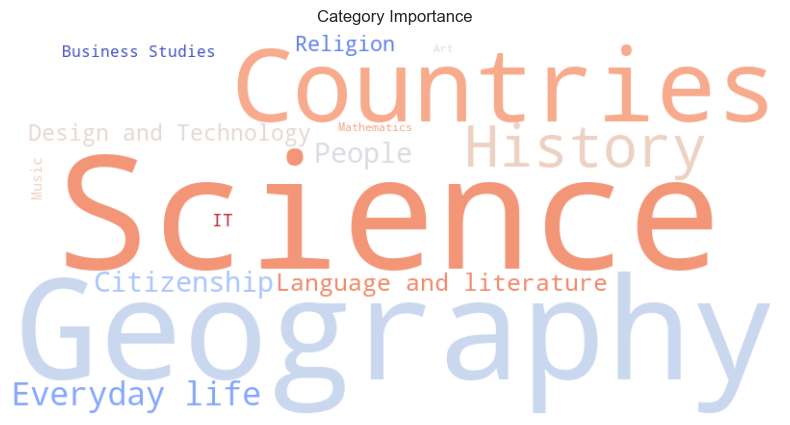 Category Importance
Business Studies
Religion
Art
Countries
Design and Technology
Mathematics
History
People
Music
Science
IT
Citizenship
Language and literature
Geography
Everyday life